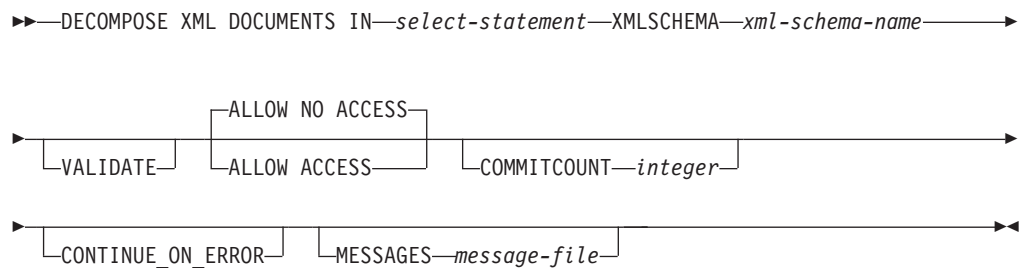 DECOMPOSE XML DOCUMENTS IN select-statement XMLSCHEMA xml-schema-name
ALLOW NO ACCESS
VALIDATE ALLOW ACCESS COMMITCOUNT integer
CONTINUE_ON_ERROR MESSAGES message-file